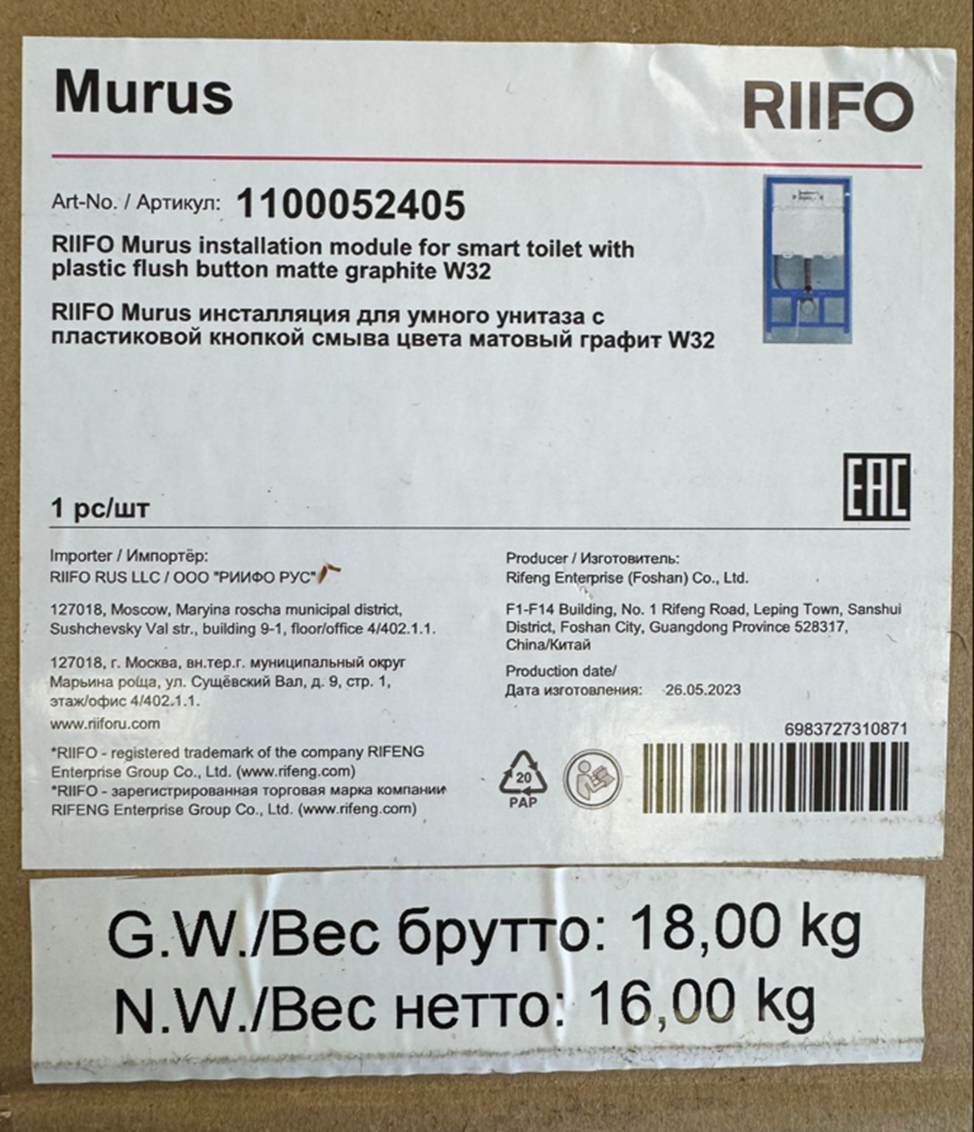 Murus
RIIFO
Art-No. / Артикул: 1100052405
RIIFO Murus installation module for smart toilet with
plastic flush button matte graphite W32
RIIFO Murus инсталляция для умного унитаза с
пластиковой кнопкой смыва цвета матовый графит W32
EAC
1 pc/шт
Importer / Импортёр:
RIIFO RUS LLC / ООО "РИИФО РУС"
127018, Moscow, Maryina roscha municipal district,
Sushchevsky Val str., building 9-1, floor/office 4/402.1.1.
127018, г. Москва, вн.тер.г. муниципальный округ
Марьина роща, ул. Сущёвский Вал, д. 9, стр. 1,
этаж/офис 4/402.1.1.
www.riiforu.com
*RIIFO - registered trademark of the company RIFENG
Enterprise Group Co., Ltd. (www.rifeng.com)
*RIIFO - зарегистрированная торговая марка компании
RIFENG Enterprise Group Co., Ltd. (www.rifeng.com)
Producer / Изготовитель:
Rifeng Enterprise (Foshan) Co., Ltd.
F1-F14 Building, No. 1 Rifeng Road, Leping Town, Sanshui
District, Foshan City, Guangdong Province 528317,
China/Китай
Production date/
Дата изготовления: 26.05.2023
6983727310871
20
PAP
G.W./Вес брутто: 18,00 kg
N.W./Вес нетто: 16,00 kg